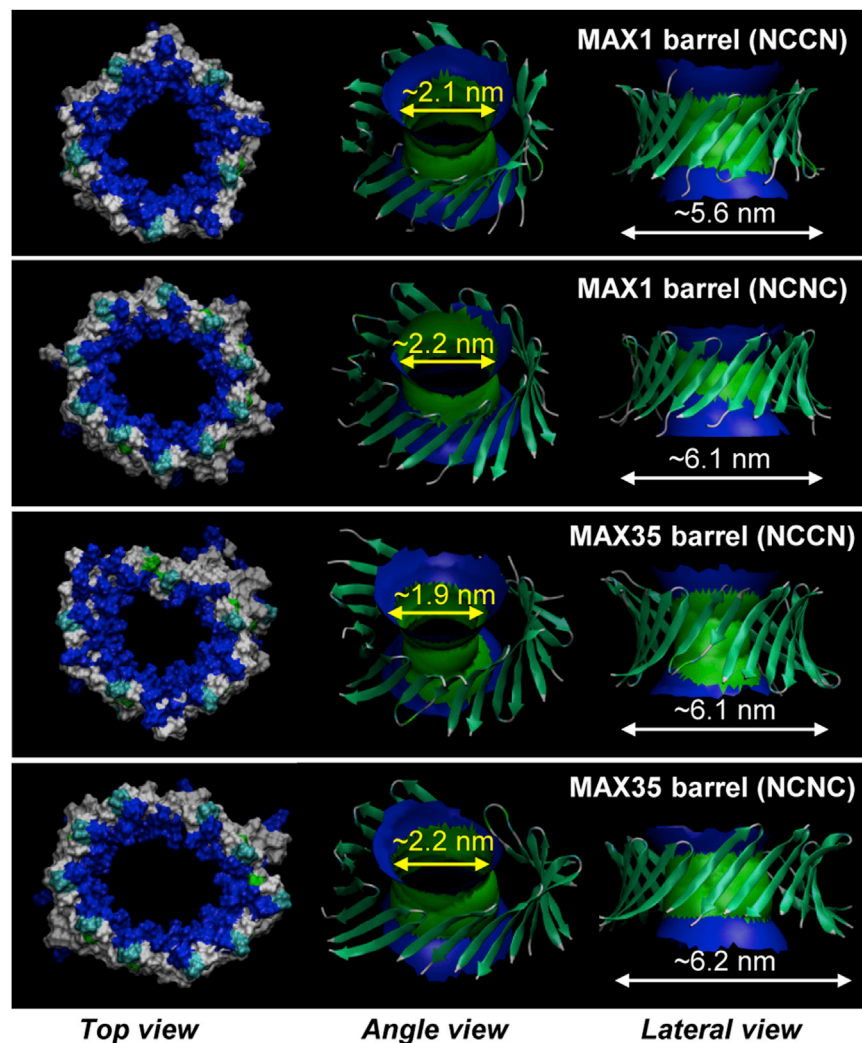 MAX1 barrel (NCCN)
~2.1 nm
~5.6 nm
MAX1 barrel (NCNC)
~2.2 nm
~6.1 nm
MAX35 barrel (NCCN)
~1.9 nm
~6.1 nm
MAX35 barrel (NCNC)
~2.2 nm
~6.2 nm
Top view Angle view Lateral view